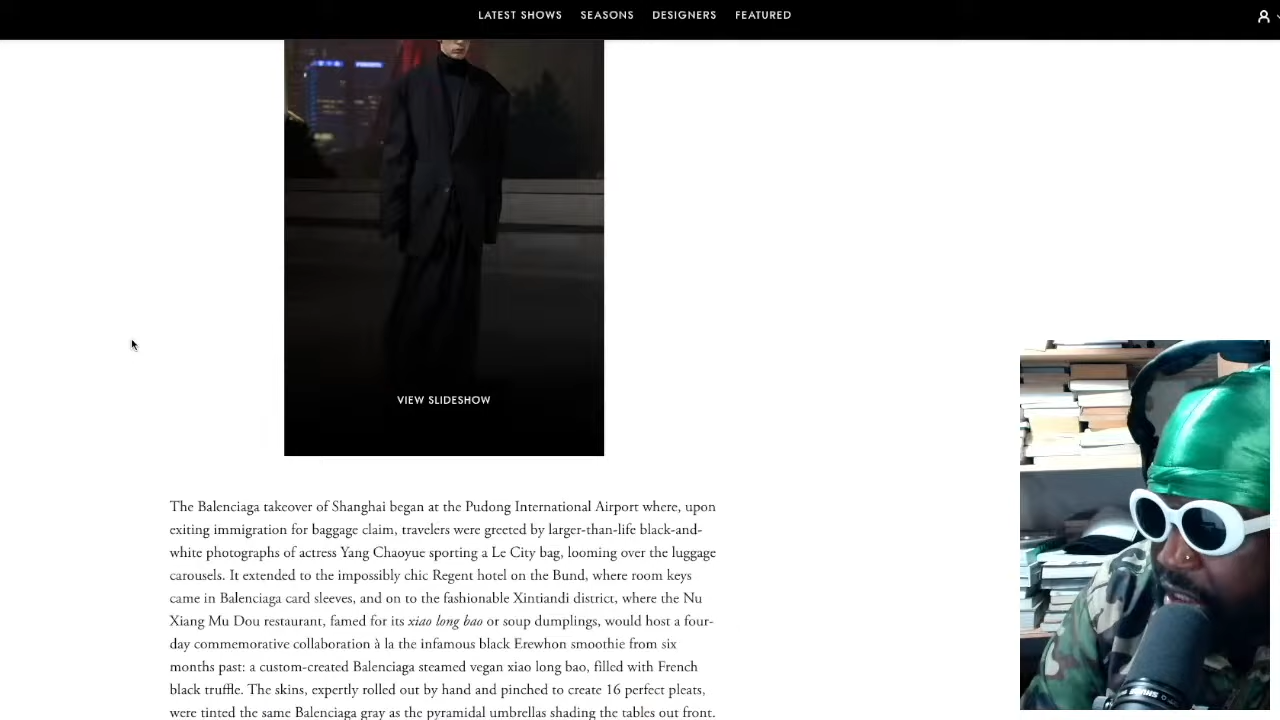 LATEST SHOWS SEASONS DESIGNERS FEATURED
VIEW SLIDESHOW
The Balenciaga takeover of Shanghai began at the Pudong International Airport where, upon
exiting immigration for baggage claim, travelers were greeted by larger-than-life black-and-
white photographs of actress Yang Chaoyue sporting a Le City bag, looming over the luggage
carousels. It extended to the impossibly chic Regent hotel on the Bund, where room keys
came in Balenciaga card sleeves, and on to the fashionable Xintiandi district, where the Nu
Xiang Mu Dou restaurant, famed for its xiao long bao or soup dumplings, would host a four-
day commemorative collaboration à la the infamous black Erewhon smoothie from six
months past: a custom-created Balenciaga steamed vegan xiao long bao, filled with French
black truffle. The skins, expertly rolled out by hand and pinched to create 16 perfect pleats,
were tinted the same Balenciaga gray as the pyramidal umbrellas shading the tables out front.